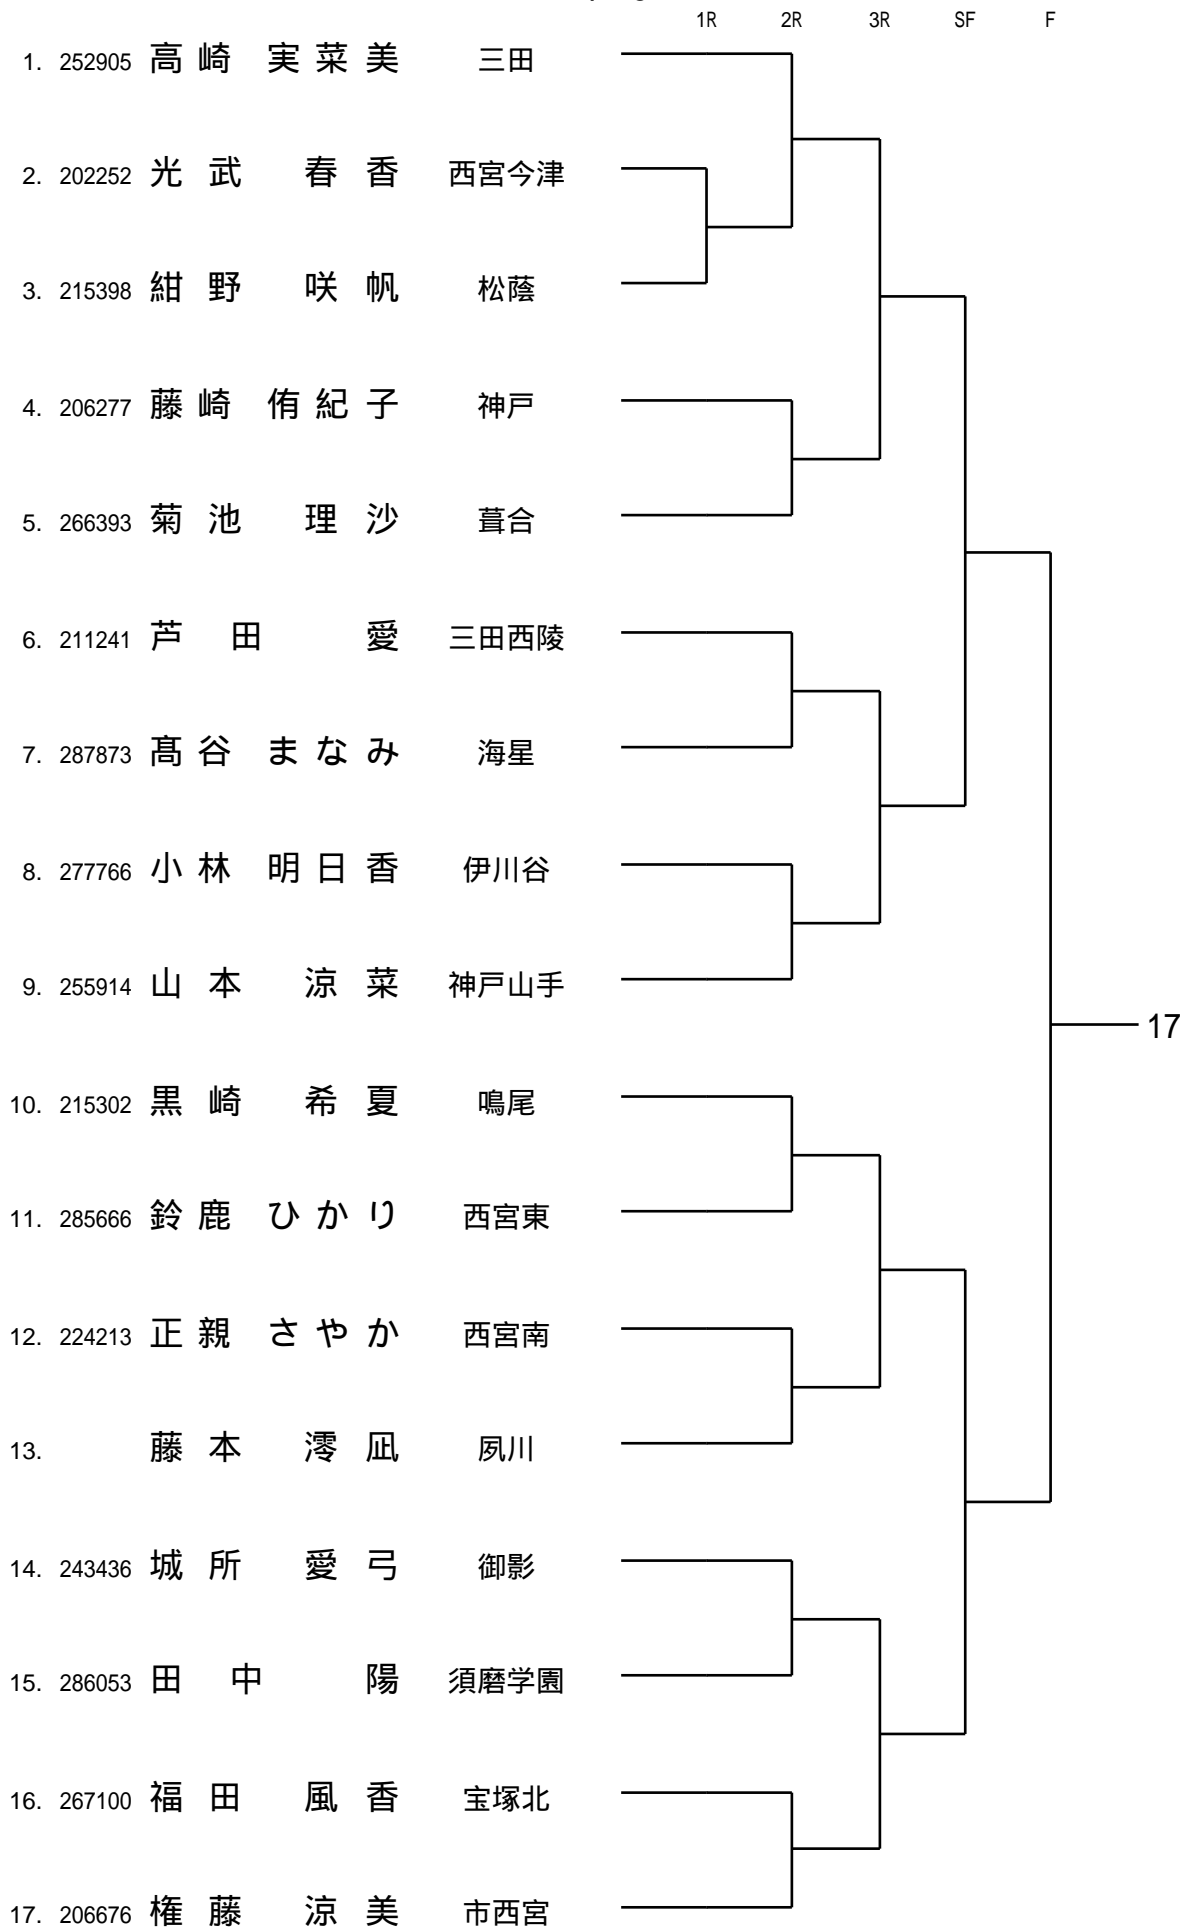 1R 2R 3R SF F
1. 252905 高崎 実菜美 三田
2. 202252 光武 春香 西宮今津
3. 215398 紺野 咲帆 松蔭
4. 206277 藤崎 侑紀子 神戸
5. 266393 菊池 理沙 葺合
6. 211241 芦田 愛 三田西陵
7. 287873 髙谷 まなみ 海星
8. 277766 小林 明日香 伊川谷
9. 255914 山本 涼菜 神戸山手
17
10. 215302 黒崎 希夏 鳴尾
11. 285666 鈴鹿 ひかり 西宮東
12. 224213 正親 さやか 西宮南
13. 藤本 澪凪 夙川
14. 243436 城所 愛弓 御影
15. 286053 田中 陽 須磨学園
16. 267100 福田 風香 宝塚北
17. 206676 権藤 涼美 市西宮